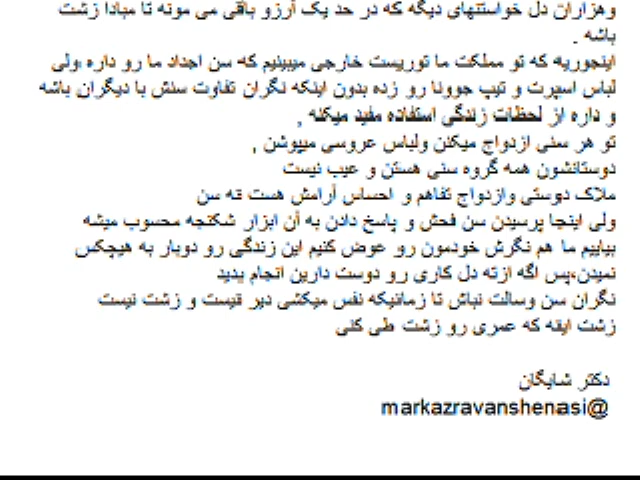 وهزاران دل خواستنهای دیگه که در حد یک آرزو باقی می مونه تا مبادا زشت
باشه .
اینجوریه که تو مملکت ما توریست خارجی میبینیم که سن اجداد ما رو داره ولی
لباس اسپرت و تیپ جوونا رو زده بدون اینکه نگران تفاوت سنش با دیگران باشه
و داره از لحظات زندگی استفاده مفید میکنه ,
تو هر سنی ازدواج میکنن ولباس عروسی میپوشن ,
دوستانشون همه گروه سنی هستن و عیب نیست
ملاک دوستی وازدواج تفاهم و احساس آرامش هست نه سن
ولی اینجا پرسیدن سن فحش و پاسخ دادن به آن ابزار شکنجه محسوب میشه
بیاییم ما هم نگرش خودمون رو عوض کنیم این زندگی رو دوبار به هیچکس
نمیدن،پس اگه ازته دل کاری رو دوست دارین انجام بدید
نگران سن وسالت نباش تا زمانیکه نفس میکشی دیر نیست و زشت نیست
زشت اینه که عمری رو زشت طی کنی
دکتر شایگان
@markazravanshenasi